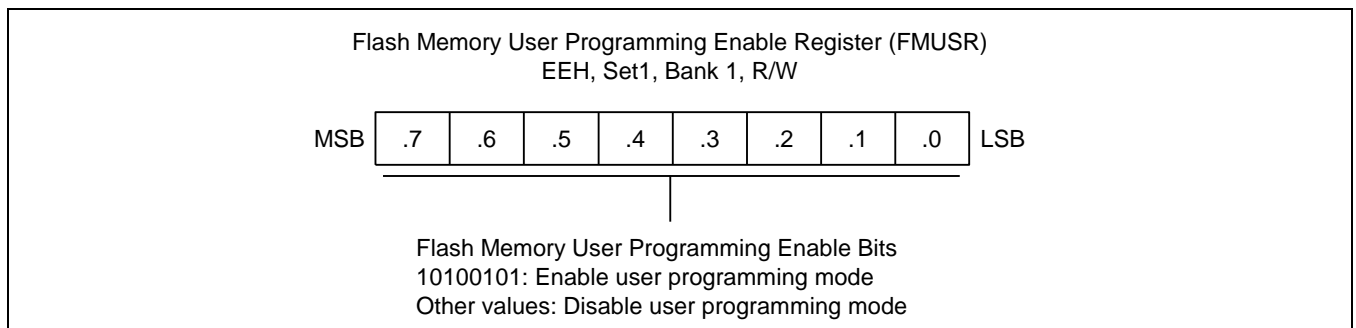 Flash Memory User Programming Enable Register (FMUSR)
EEH, Set1, Bank 1, R/W
MSB .7 .6 .5 .4 .3 .2 .1 .0 LSB
Flash Memory User Programming Enable Bits
10100101: Enable user programming mode
Other values: Disable user programming mode